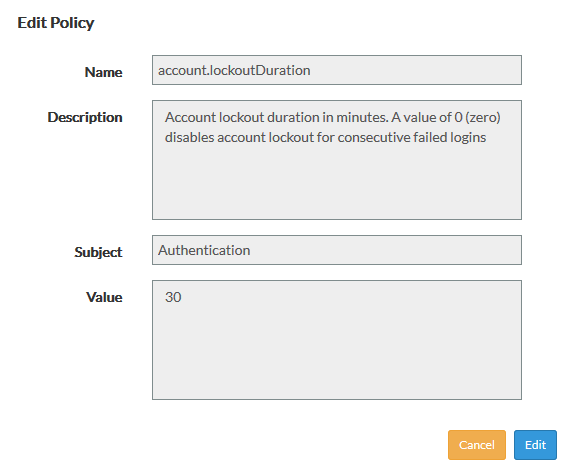 Edit Policy
Name
account.lockoutDuration
Description
Account lockout duration in minutes. A value of 0 (zero)
disables account lockout for consecutive failed logins
Subject
Authentication
Value
30
Cancel
Edit